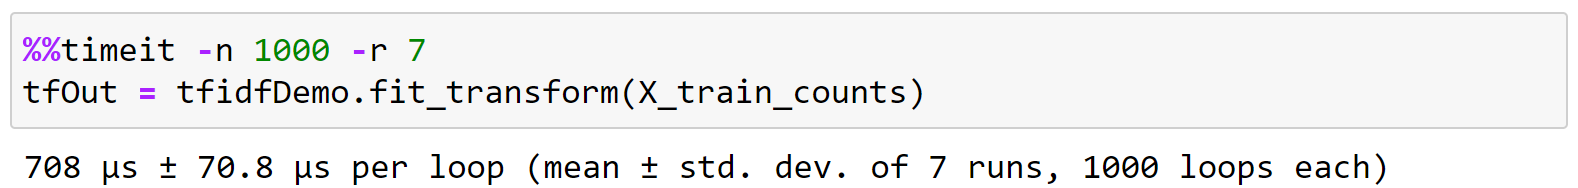 %%timeit -n 1000 -r 7
tfOut = tfidfDemo.fit_transform(X_train_counts)
708 µs ± 70.8 µs per loop (mean ± std. dev. of 7 runs, 1000 loops each)